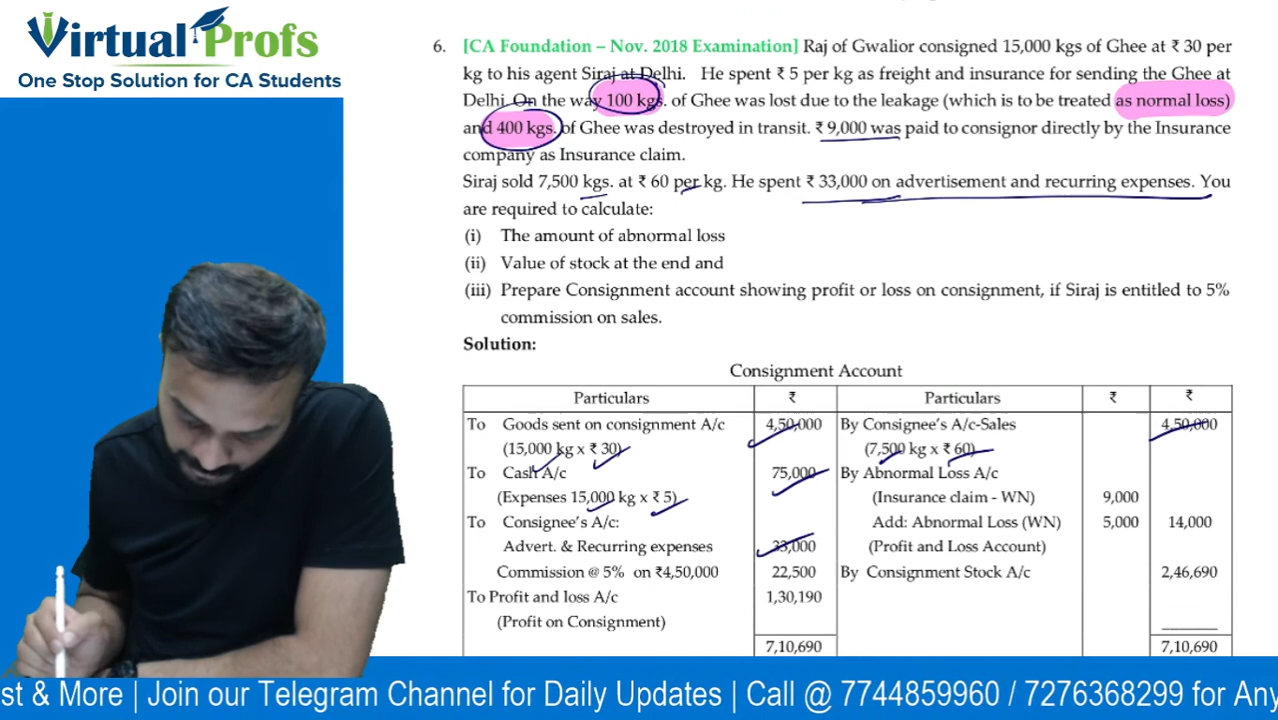 Virtual Profs
One Stop Solution for CA Students
6. [CA Foundation – Nov. 2018 Examination] Raj of Gwalior consigned 15,000 kgs of Ghee at ₹ 30 per
kg to his agent Siraj at Delhi. He spent ₹ 5 per kg as freight and insurance for sending the Ghee at
Delhi. On the way 100 kgs. of Ghee was lost due to the leakage (which is to be treated as normal loss)
and 400 kgs. of Ghee was destroyed in transit. ₹ 9,000 was paid to consignor directly by the Insurance
company as Insurance claim.
Siraj sold 7,500 kgs. at ₹ 60 per kg. He spent ₹ 33,000 on advertisement and recurring expenses. You
are required to calculate:
(i) The amount of abnormal loss
(ii) Value of stock at the end and
(iii) Prepare Consignment account showing profit or loss on consignment, if Siraj is entitled to 5%
commission on sales.
Solution:
Consignment Account
Particulars ₹ Particulars ₹ ₹
To Goods sent on consignment A/c 4,50,000 By Consignee's A/c-Sales 4,50,000
(15,000 kg x ₹ 30) (7,500 kg x ₹ 60)
To Cash A/c 75,000 By Abnormal Loss A/c
(Expenses 15,000 kg x ₹ 5) (Insurance claim - WN) 9,000
To Consignee's A/c: Add: Abnormal Loss (WN) 5,000 14,000
Advert. & Recurring expenses 33,000 (Profit and Loss Account)
Commission @ 5% on ₹4,50,000 22,500 By Consignment Stock A/c 2,46,690
To Profit and loss A/c 1,30,190
(Profit on Consignment)
7,10,690 7,10,690
st & More | Join our Telegram Channel for Daily Updates | Call @ 7744859960 / 7276368299 for Any